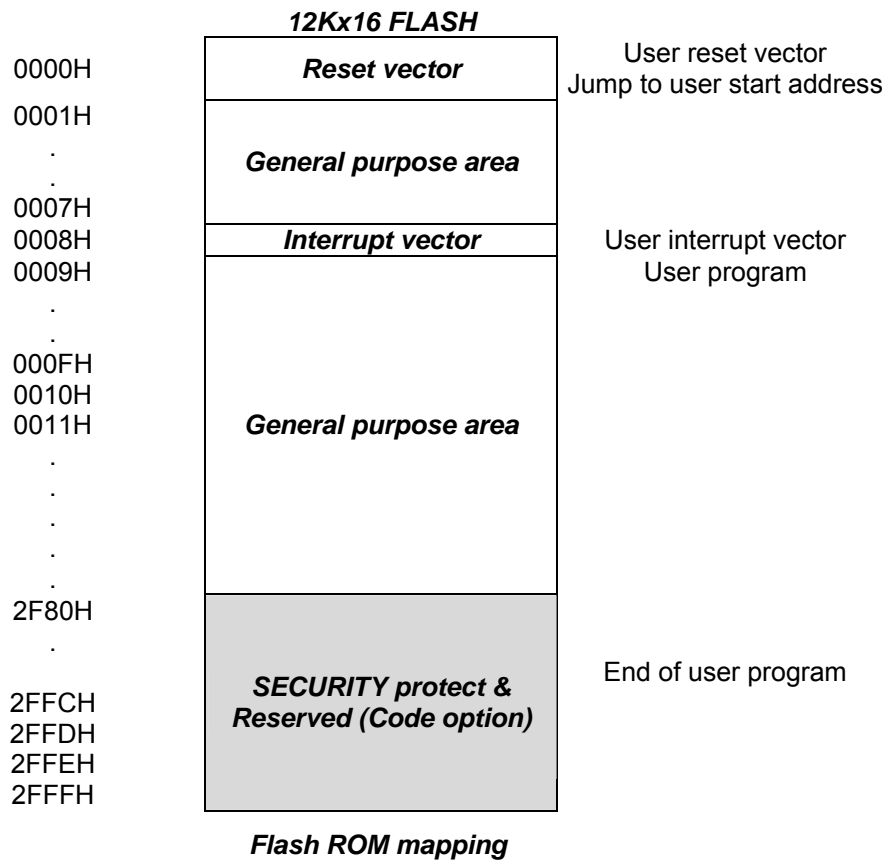 12Kx16 FLASH
0000H
Reset vector
User reset vector
Jump to user start address
0001H
.
.
General purpose area
0007H
0008H
Interrupt vector
User interrupt vector
0009H
User program
.
.
000FH
0010H
0011H
General purpose area
.
.
.
.
.
2F80H
.
SECURITY protect &
Reserved (Code option)
End of user program
2FFCH
2FFDH
2FFEH
2FFFH
Flash ROM mapping